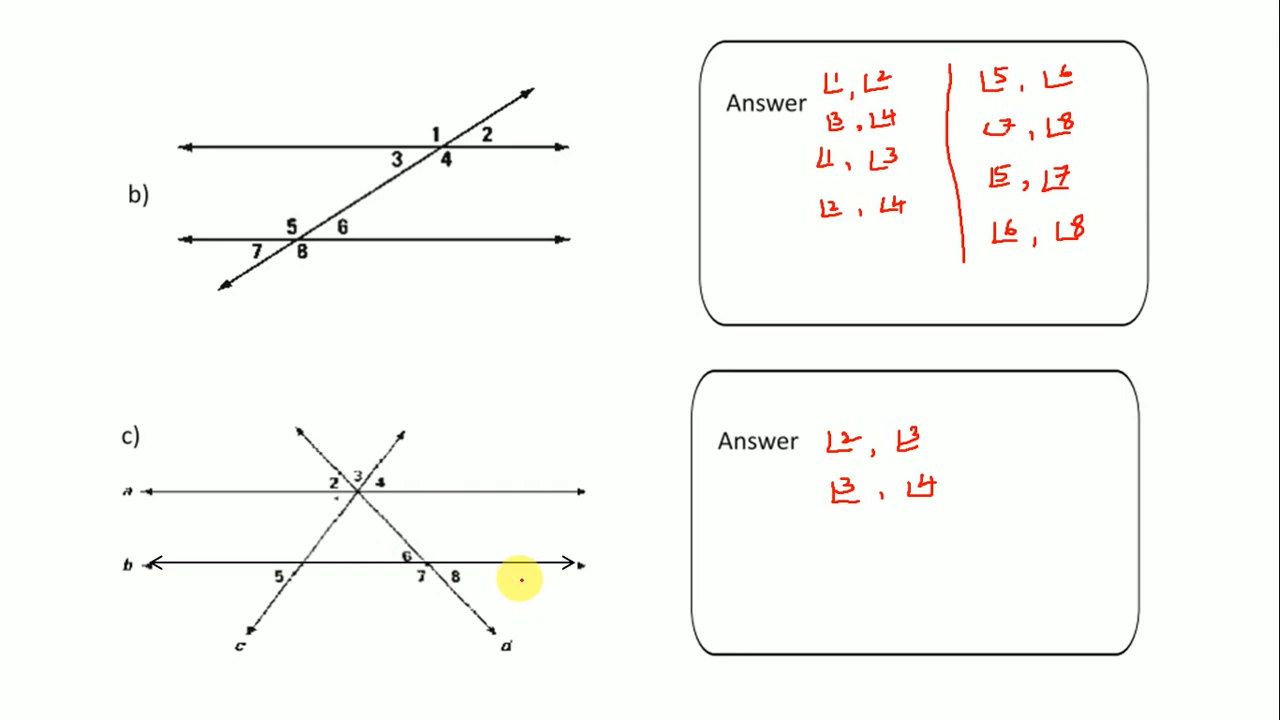 b)
1 2
3 4
5 6
7 8
Answer
∟1, ∟2
∟3, ∟4
∟1, ∟3
∟2, ∟4
∟5, ∟6
∟7, ∟8
∟5, ∟7
∟6, ∟8
c)
2 3 4
a
b
6
5 7 8
c d
Answer
∟2, ∟3
∟3, ∟4